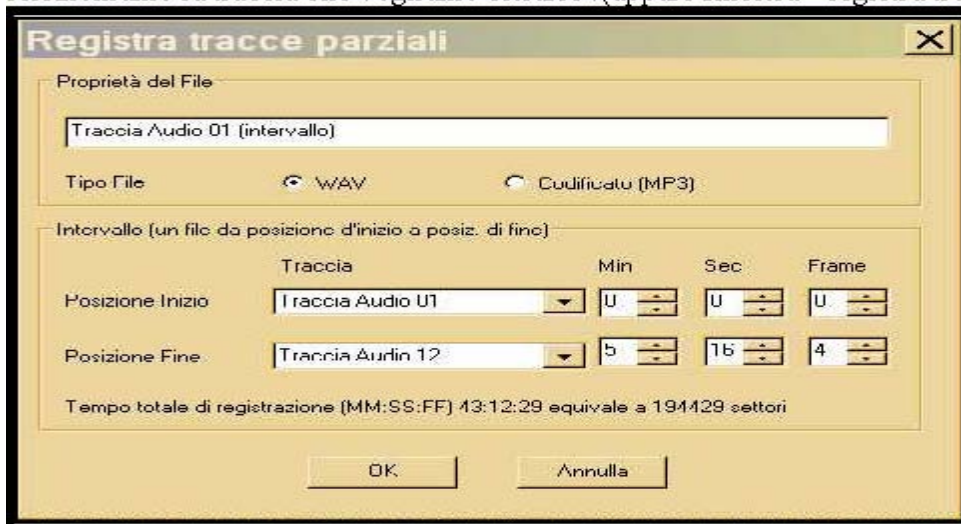 Registra tracce parziali
Proprietà del File
Traccia Audio 01 (intervallo)
Tipo File WAV Codificato (MP3)
Intervallo (un file da posizione d'inizio a posiz. di fine)
Traccia Min Sec Frame
Posizione Inizio Traccia Audio 01 0 0 0
Posizione Fine Traccia Audio 12 5 16 4
Tempo totale di registrazione (MM:SS:FF) 43:12:29 equivale a 194429 settori
OK Annulla